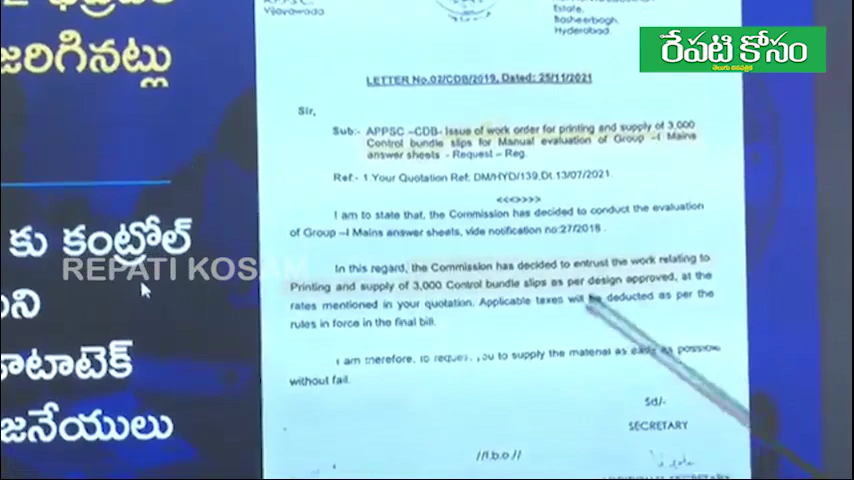 జరిగినట్లు
కు కంట్రోల్
REPATI KOSAM
డాటాటెక్
జనేయులు
Vijayawada
Estate,
Basheerbagh,
Hyderabad.
రేపటి కోసం
తెలుగు దినపత్రిక
LETTER No.02/CDB/2019, Dated: 25/11/2021
Sir,
Sub:- APPSC –CDB- Issue of work order for printing and supply of 3,000
Control bundle slips for Manual evaluation of Group –I Mains
answer sheets - Request – Reg.
Ref:- 1.Your Quotation Ref: DM/HYD/139,Dt.13/07/2021.
<<<>>>>
I am to state that, the Commission has decided to conduct the evaluation
of Group –I Mains answer sheets, vide notification no:27/2018.
In this regard, the Commission has decided to entrust the work relating to
Printing and supply of 3,000 Control bundle slips as per design approved, at the
rates mentioned in your quotation. Applicable taxes will be deducted as per the
rules in force in the final bill.
I am therefore, to request you to supply the material as early as possible
without fail.
Sd/-
SECRETARY
//f.b.o//